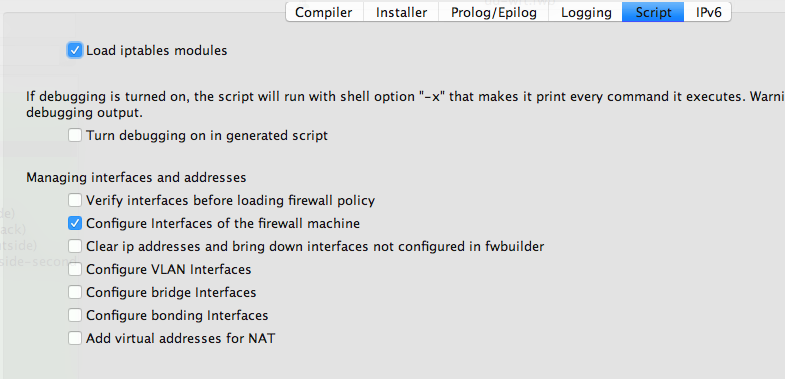 Compiler Installer Prolog/Epilog Logging Script IPv6
Load iptables modules
If debugging is turned on, the script will run with shell option "-x" that makes it print every command it executes. Warni
debugging output.
Turn debugging on in generated script
Managing interfaces and addresses
Verify interfaces before loading firewall policy
Configure Interfaces of the firewall machine
Clear ip addresses and bring down interfaces not configured in fwbuilder
Configure VLAN Interfaces
Configure bridge Interfaces
Configure bonding Interfaces
Add virtual addresses for NAT